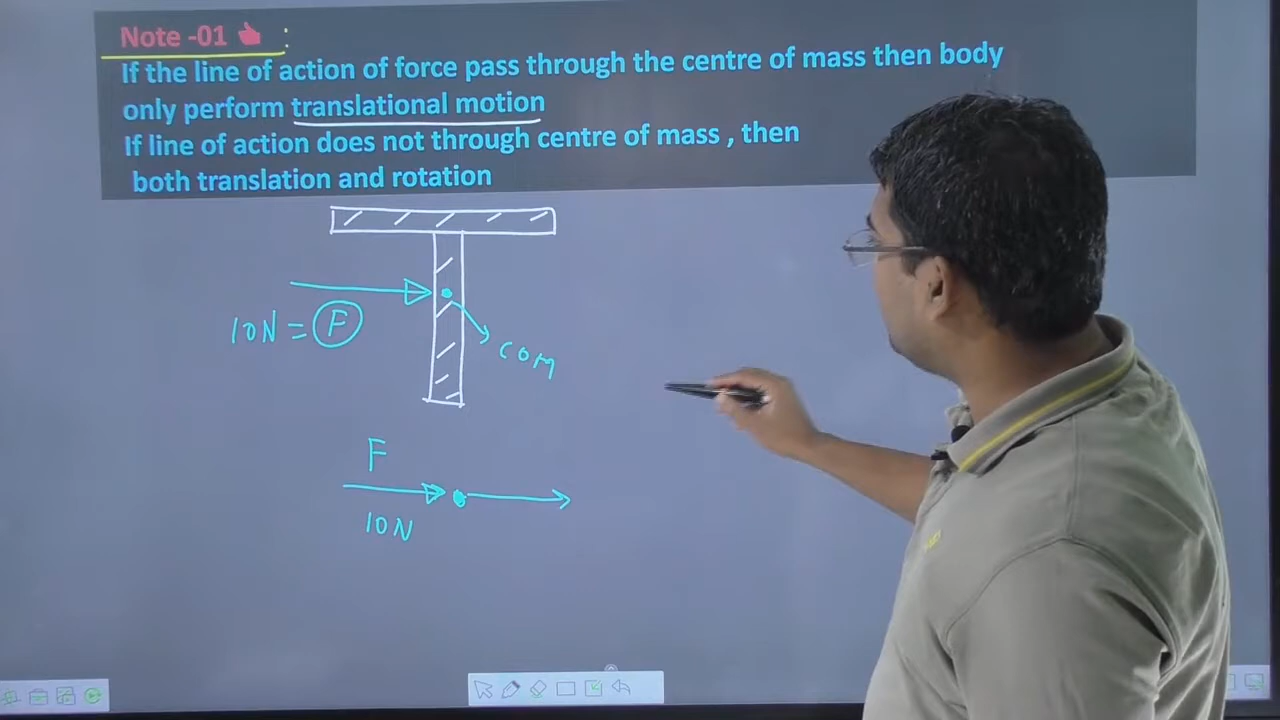 Note -01 :
If the line of action of force pass through the centre of mass then body
only perform translational motion
If line of action does not through centre of mass , then
both translation and rotation
10N = F
COM
F
10N